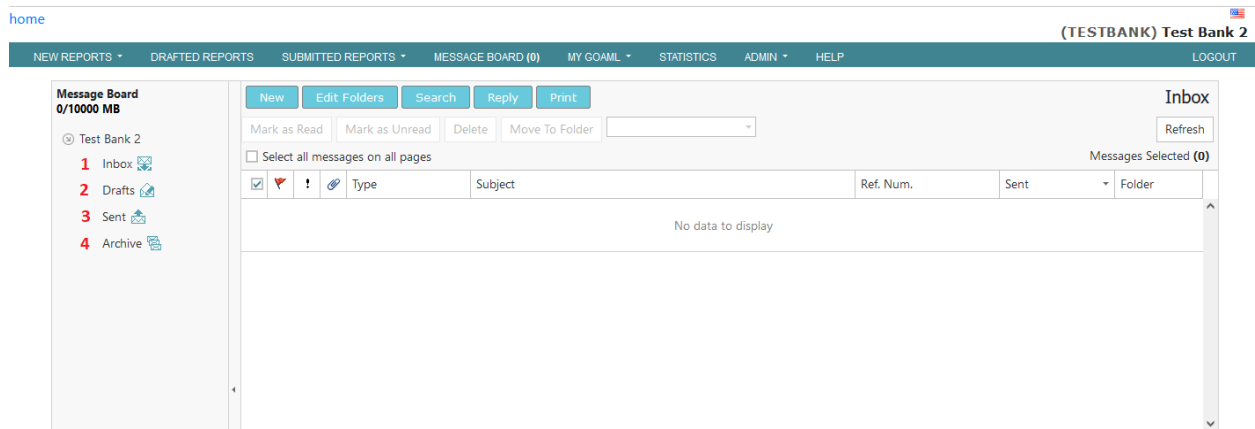 home
(TESTBANK) Test Bank 2
NEW REPORTS DRAFTED REPORTS SUBMITTED REPORTS MESSAGE BOARD (0) MY GOAML STATISTICS ADMIN HELP LOGOUT
Message Board
0/10000 MB
Test Bank 2
1 Inbox
2 Drafts
3 Sent
4 Archive
New Edit Folders Search Reply Print Inbox
Mark as Read Mark as Unread Delete Move To Folder Refresh
Select all messages on all pages Messages Selected (0)
! Type Subject Ref. Num. Sent Folder
No data to display